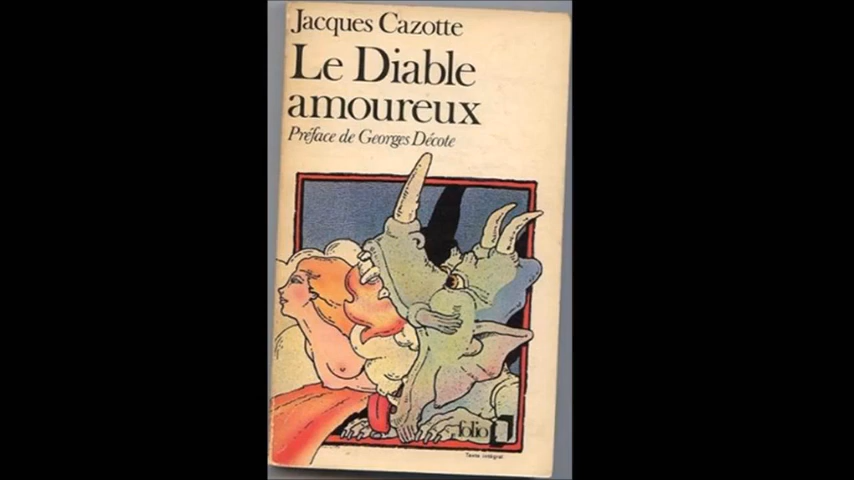 Jacques Cazotte
Le Diable
amoureux
Préface de Georges Décote
folio
Texte intégral